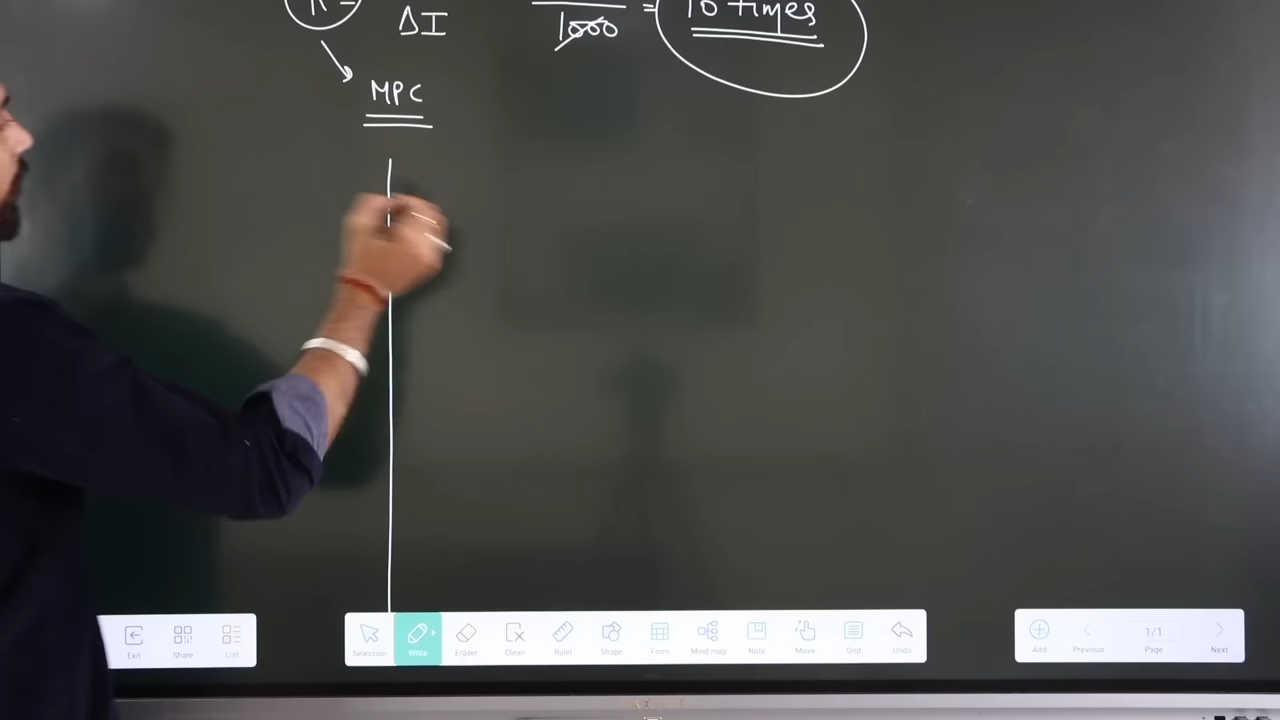 K =
ΔI
1000
= 10 times
MPC
Exit
Share
List
Selection
Write
Eraser
Clean
Ruler
Shape
Form
Mind map
Note
Move
Grid
Undo
Add
Previous
1/1
Page
Next